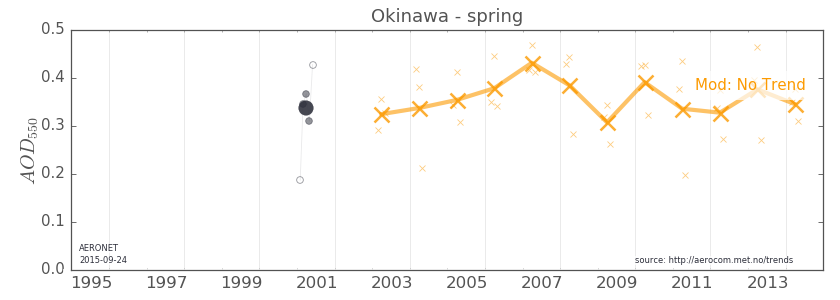 Okinawa - spring
0.5
0.4
0.3
0.2
0.1
0.0
AOD550
Mod: No Trend
AERONET
2015-09-24
source: http://aerocom.met.no/trends
1995 1997 1999 2001 2003 2005 2007 2009 2011 2013